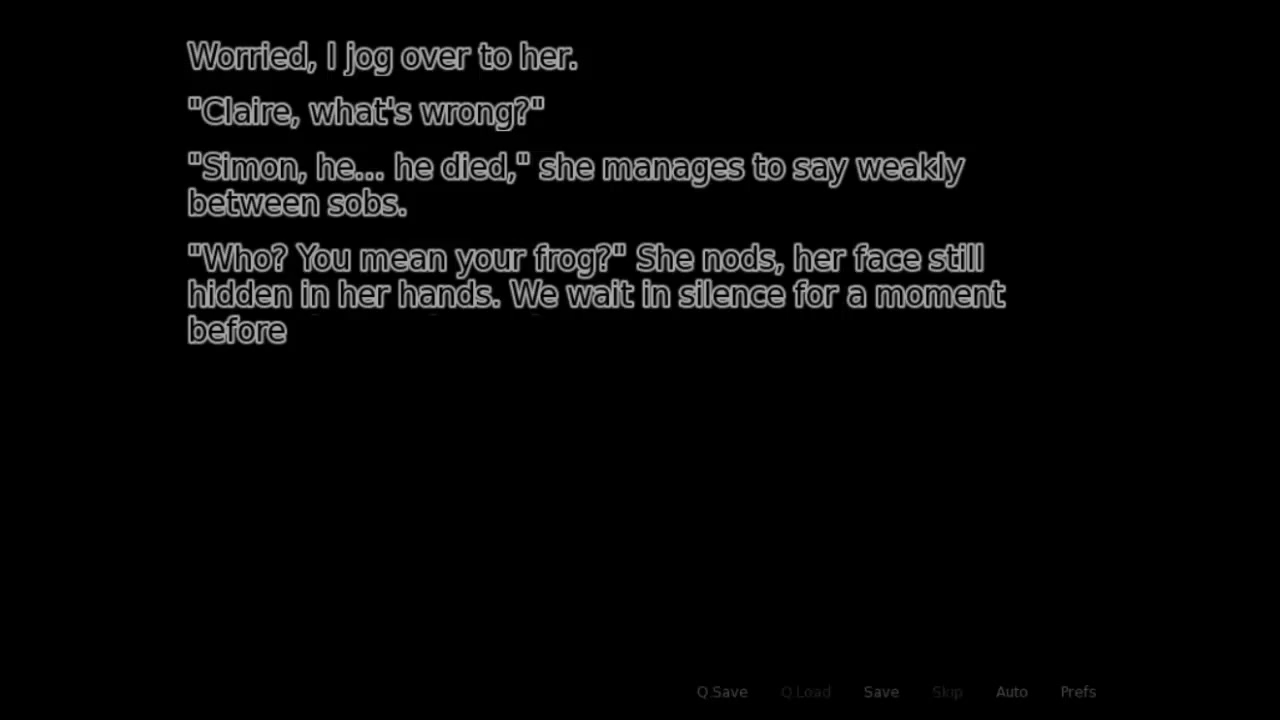 Worried, I jog over to her.
"Claire, what's wrong?"
"Simon, he... he died," she manages to say weakly
between sobs.
"Who? You mean your frog?" She nods, her face still
hidden in her hands. We wait in silence for a moment
before
Q.Save Q.Load Save Skip Auto Prefs